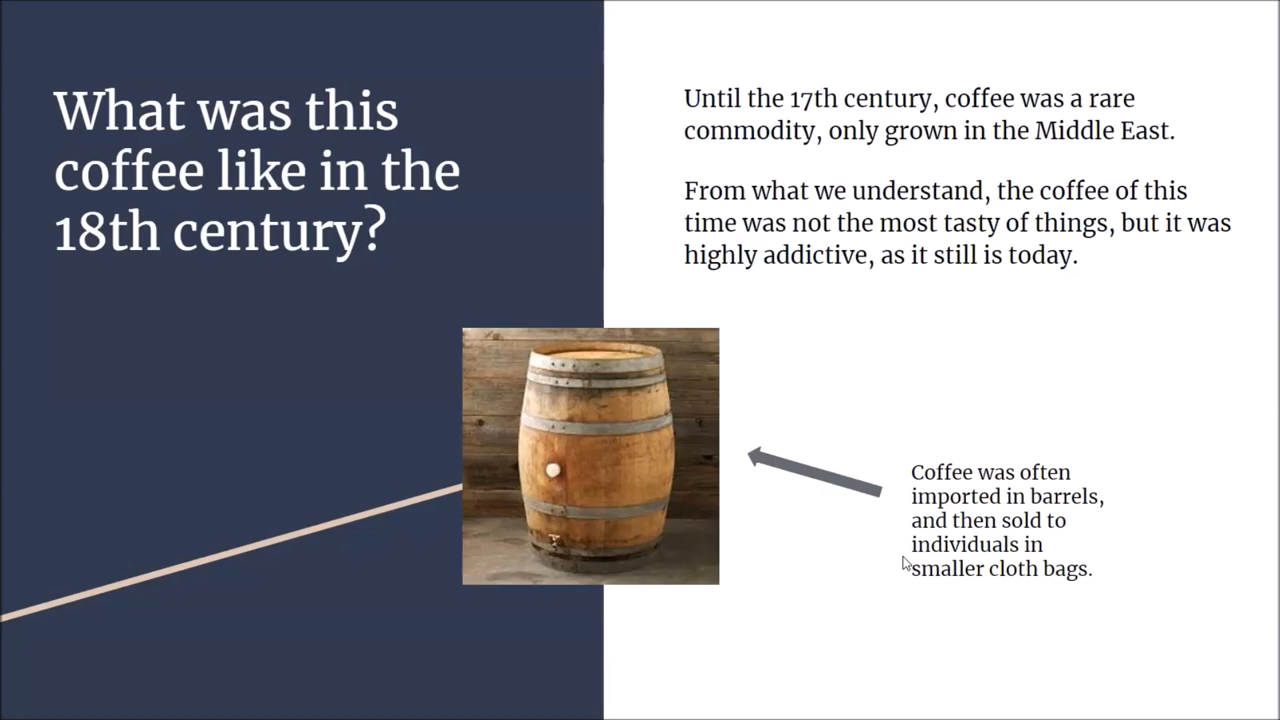 What was this
coffee like in the
18th century?
Until the 17th century, coffee was a rare
commodity, only grown in the Middle East.
From what we understand, the coffee of this
time was not the most tasty of things, but it was
highly addictive, as it still is today.
Coffee was often
imported in barrels,
and then sold to
individuals in
smaller cloth bags.